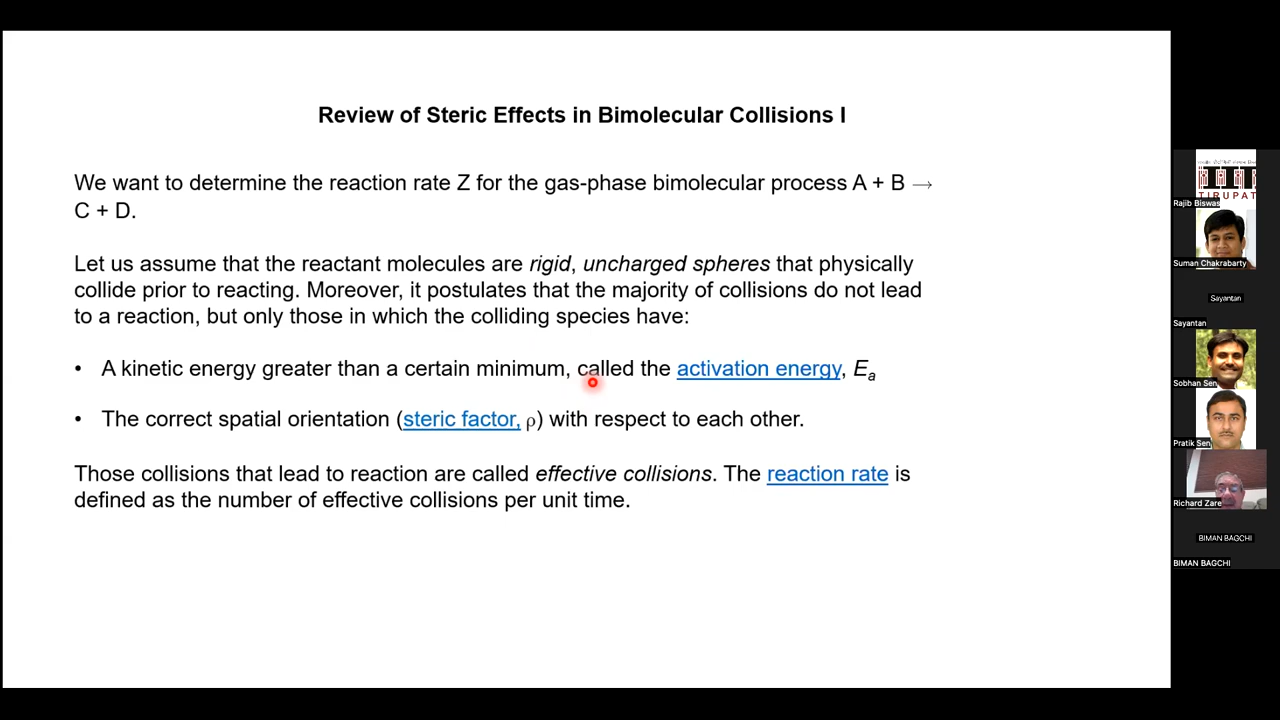 Review of Steric Effects in Bimolecular Collisions I
We want to determine the reaction rate Z for the gas-phase bimolecular process A + B →
C + D.
Let us assume that the reactant molecules are rigid, uncharged spheres that physically
collide prior to reacting. Moreover, it postulates that the majority of collisions do not lead
to a reaction, but only those in which the colliding species have:
• A kinetic energy greater than a certain minimum, called the activation energy, Ea
• The correct spatial orientation (steric factor, ρ) with respect to each other.
Those collisions that lead to reaction are called effective collisions. The reaction rate is
defined as the number of effective collisions per unit time.
TIRUPAT
Rajib Biswas
Suman Chakrabarty
Sayantan
Sayantan
Sobhan Sen
Pratik Sen
Richard Zare
BIMAN BAGCHI
BIMAN BAGCHI